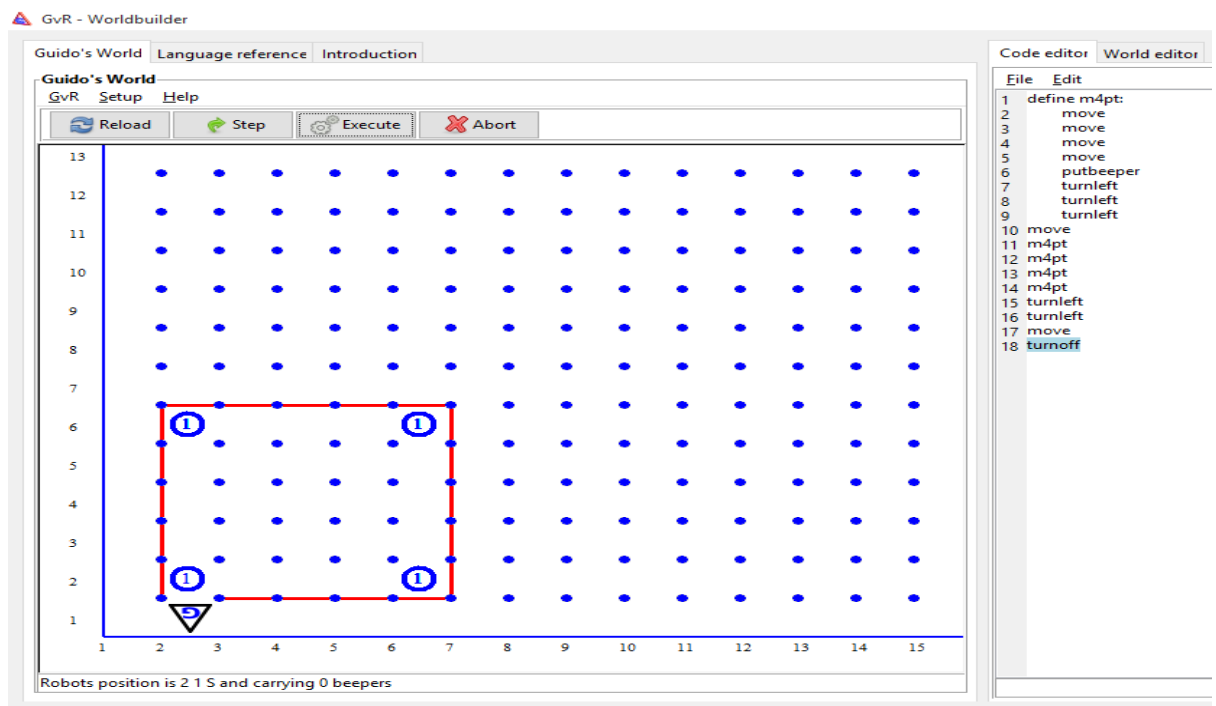 GvR - Worldbuilder
Guido's World Language reference Introduction
Guido's World
GvR Setup Help
Reload Step Execute Abort
13
12
11
10
9
8
7
6
5
4
3
2
1
1 1
1 1
G
1 2 3 4 5 6 7 8 9 10 11 12 13 14 15
Robots position is 2 1 S and carrying 0 beepers
Code editor World editor
File Edit
1 define m4pt:
2 move
3 move
4 move
5 move
6 putbeeper
7 turnleft
8 turnleft
9 turnleft
10 move
11 m4pt
12 m4pt
13 m4pt
14 m4pt
15 turnleft
16 turnleft
17 move
18 turnoff